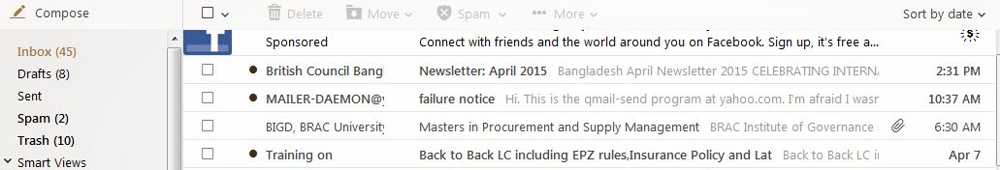 Compose
Delete Move Spam More Sort by date
Inbox (45)
Drafts (8)
Sent
Spam (2)
Trash (10)
Smart Views
f
Sponsored Connect with friends and the world around you on Facebook. Sign up, it's free a... $
British Council Bangl Newsletter: April 2015 Bangladesh April Newsletter 2015 CELEBRATING INTERNA 2:31 PM
MAILER-DAEMON@y failure notice Hi. This is the qmail-send program at yahoo.com. I'm afraid I wasn 10:37 AM
BIGD, BRAC University Masters in Procurement and Supply Management BRAC Institute of Governance 6:30 AM
Training on Back to Back LC including EPZ rules,Insurance Policy and Lat Back to Back LC i Apr 7